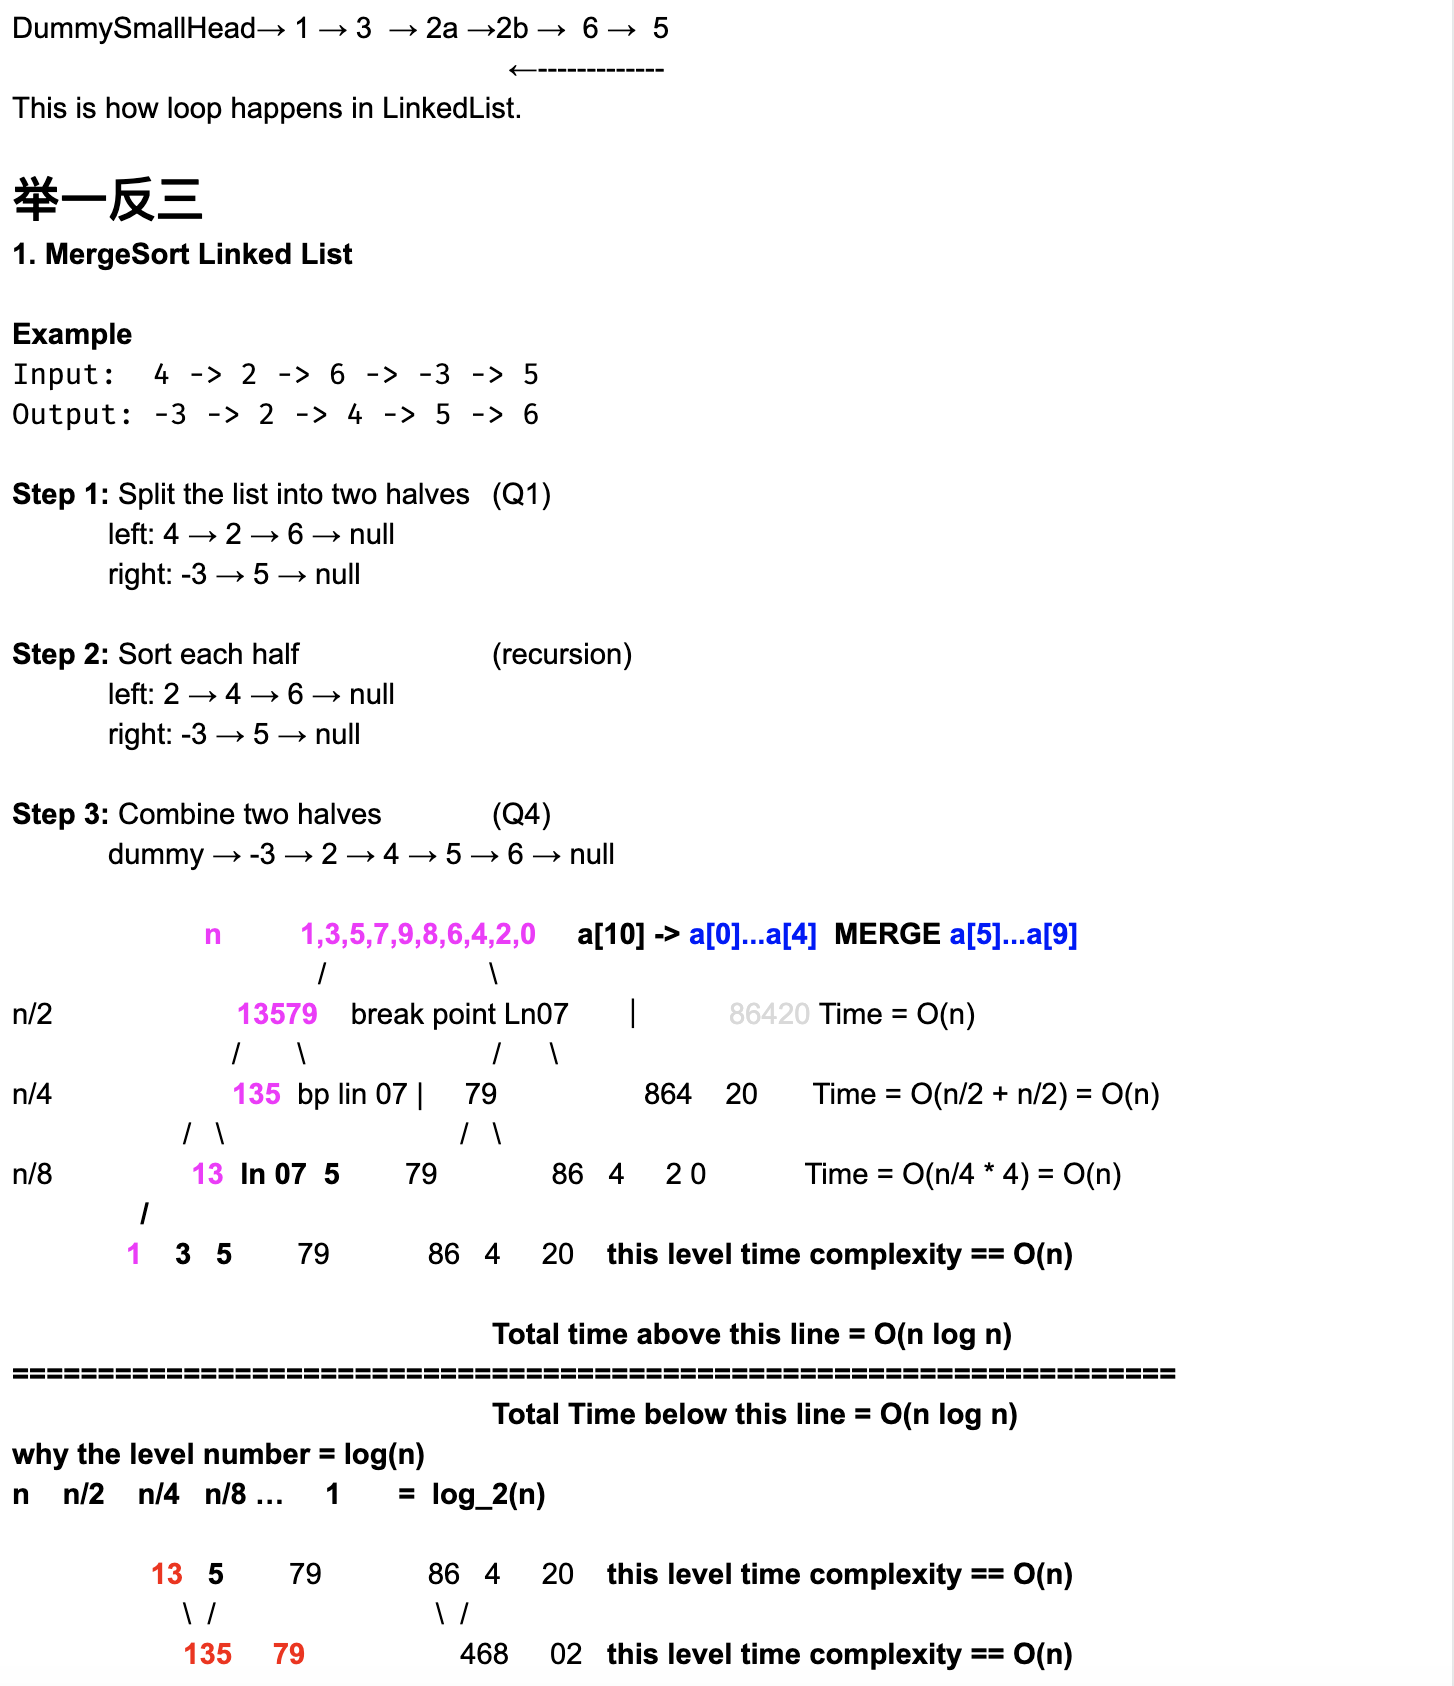 DummySmallHead→ 1 → 3 → 2a →2b → 6 → 5
←-------------
This is how loop happens in LinkedList.
举一反三
1. MergeSort Linked List
Example
Input: 4 -> 2 -> 6 -> -3 -> 5
Output: -3 -> 2 -> 4 -> 5 -> 6
Step 1: Split the list into two halves (Q1)
left: 4 → 2 → 6 → null
right: -3 → 5 → null
Step 2: Sort each half (recursion)
left: 2 → 4 → 6 → null
right: -3 → 5 → null
Step 3: Combine two halves (Q4)
dummy → -3 → 2 → 4 → 5 → 6 → null
n 1,3,5,7,9,8,6,4,2,0 a[10] -> a[0]...a[4] MERGE a[5]...a[9]
/ \
n/2 13579 break point Ln07 | 86420 Time = O(n)
/ \ / \
n/4 135 bp lin 07 | 79 864 20 Time = O(n/2 + n/2) = O(n)
/ \ / \
n/8 13 ln 07 5 79 86 4 2 0 Time = O(n/4 * 4) = O(n)
/
1 3 5 79 86 4 20 this level time complexity == O(n)
Total time above this line = O(n log n)
====================================================================
Total Time below this line = O(n log n)
why the level number = log(n)
n n/2 n/4 n/8 … 1 = log_2(n)
13 5 79 86 4 20 this level time complexity == O(n)
\ / \ /
135 79 468 02 this level time complexity == O(n)